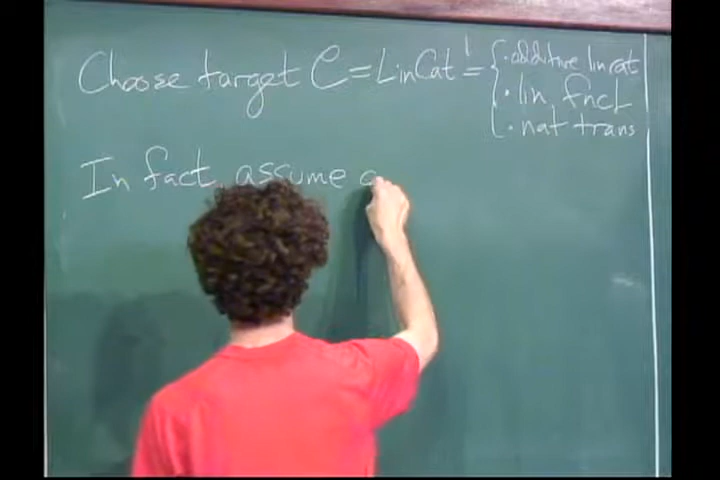 Choose target C = LinCat != { · additive lin cat
· lin. fnct
· nat trans
In fact, assume